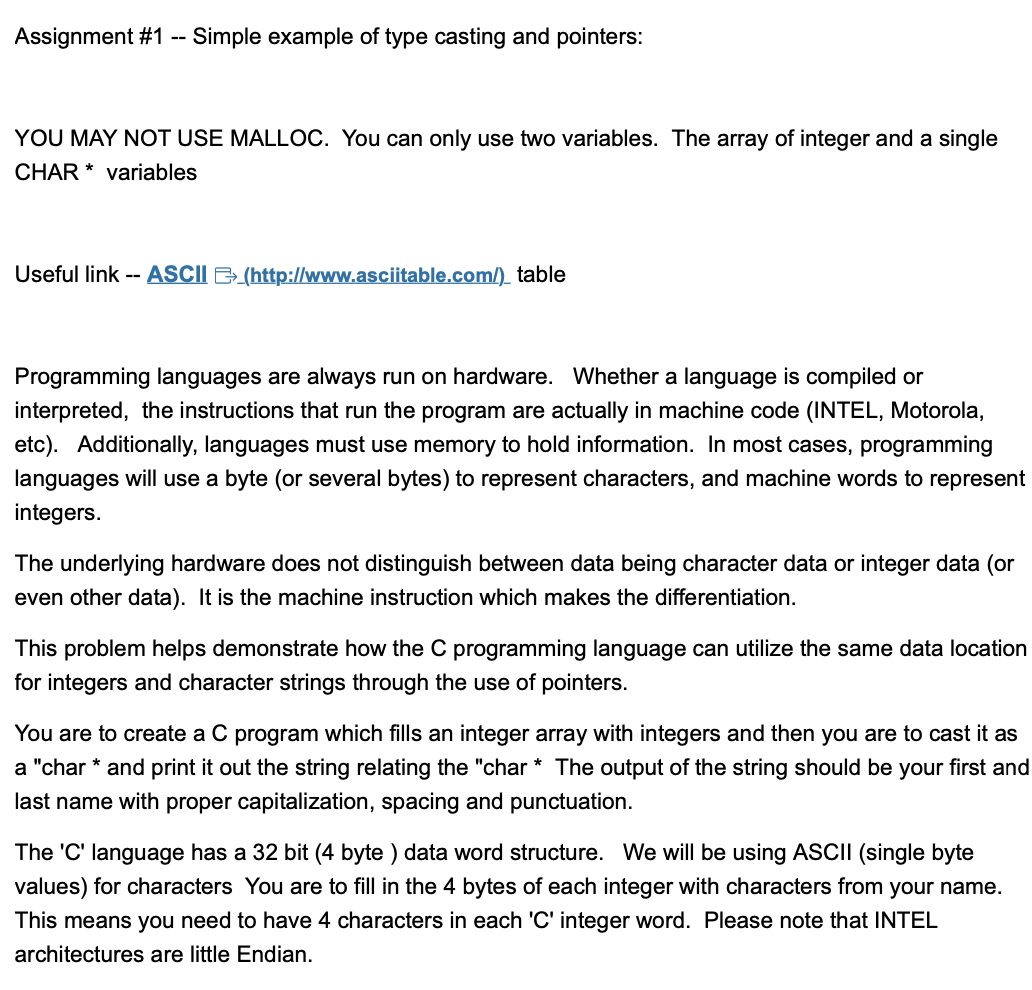 Assignment #1 -- Simple example of type casting and pointers:
YOU MAY NOT USE MALLOC.  You can only use two variables.  The array of integer and a single
CHAR *  variables
Useful link -- ASCII (http://www.asciitable.com/)  table
Programming languages are always run on hardware.   Whether a language is compiled or
interpreted,  the instructions that run the program are actually in machine code (INTEL, Motorola,
etc).   Additionally, languages must use memory to hold information.  In most cases, programming
languages will use a byte (or several bytes) to represent characters, and machine words to represent
integers.
The underlying hardware does not distinguish between data being character data or integer data (or
even other data).  It is the machine instruction which makes the differentiation.
This problem helps demonstrate how the C programming language can utilize the same data location
for integers and character strings through the use of pointers.
You are to create a C program which fills an integer array with integers and then you are to cast it as
a "char * and print it out the string relating the "char *  The output of the string should be your first and
last name with proper capitalization, spacing and punctuation.
The 'C' language has a 32 bit (4 byte ) data word structure.   We will be using ASCII (single byte
values) for characters  You are to fill in the 4 bytes of each integer with characters from your name.
This means you need to have 4 characters in each 'C' integer word.  Please note that INTEL
architectures are little Endian.